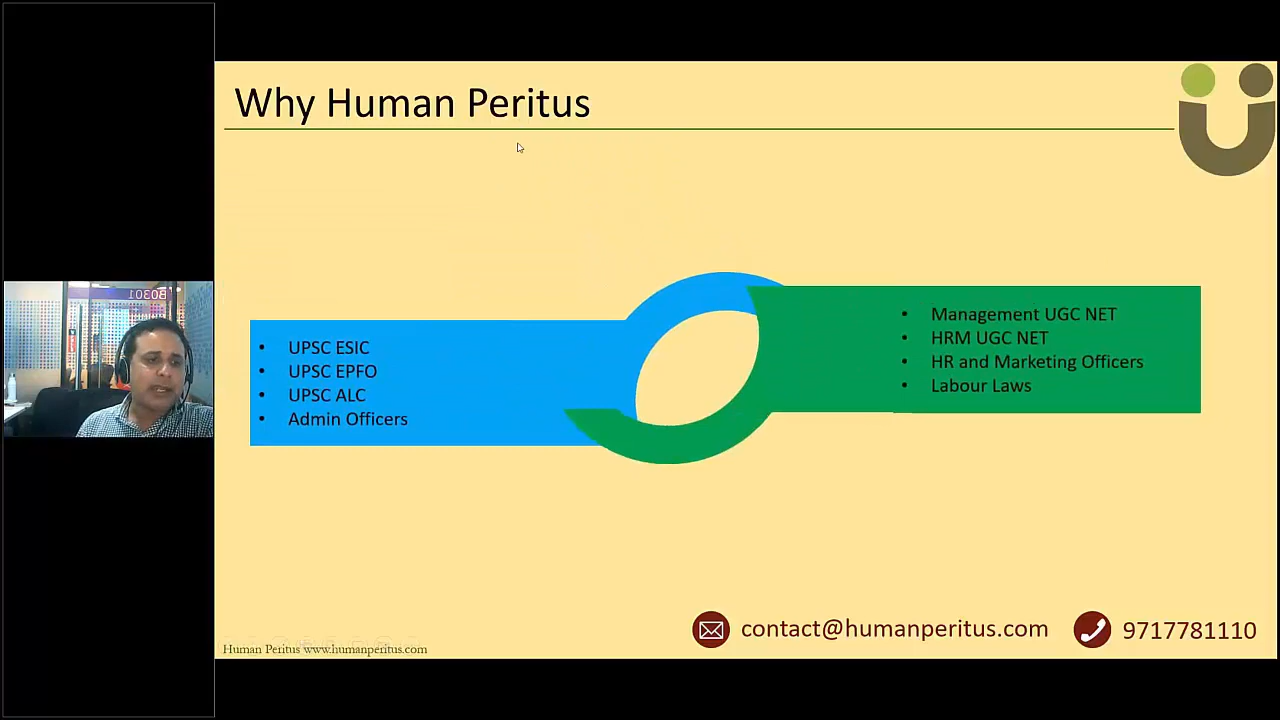 Why Human Peritus
• UPSC ESIC
• UPSC EPFO
• UPSC ALC
• Admin Officers
• Management UGC NET
• HRM UGC NET
• HR and Marketing Officers
• Labour Laws
B0301
contact@humanperitus.com
9717781110
Human Peritus www.humanperitus.com